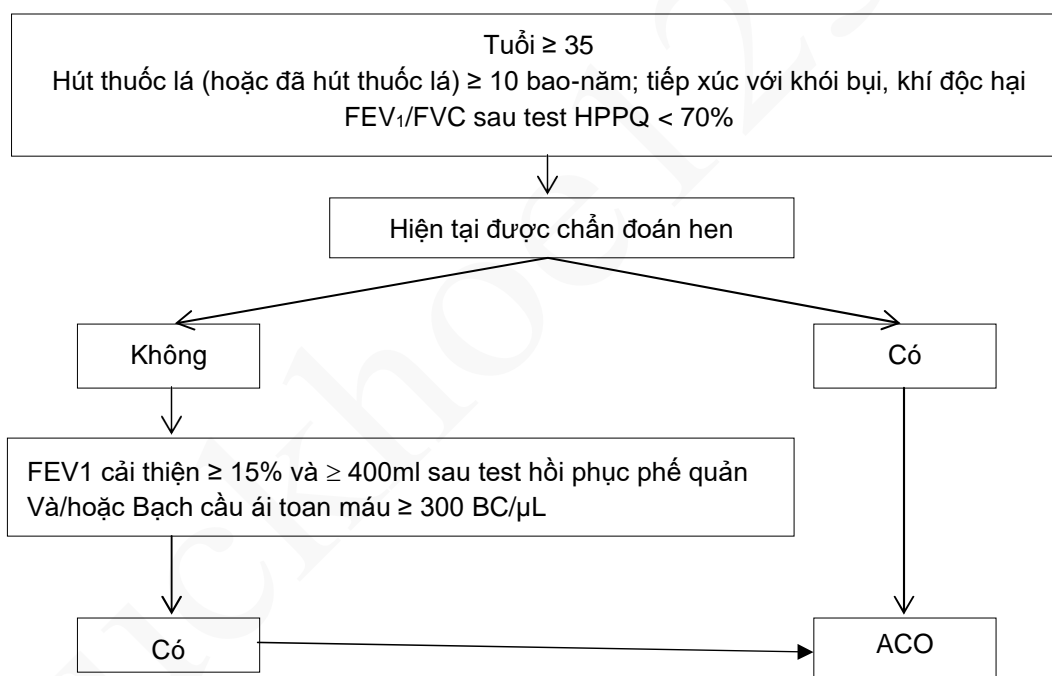 Tuổi ≥ 35
Hút thuốc lá (hoặc đã hút thuốc lá) ≥ 10 bao-năm; tiếp xúc với khói bụi, khí độc hại
FEV₁/FVC sau test HPPQ < 70%
Hiện tại được chẩn đoán hen
Không
Có
FEV1 cải thiện ≥ 15% và ≥ 400ml sau test hồi phục phế quản
Và/hoặc Bạch cầu ái toan máu ≥ 300 BC/µL
Có
ACO